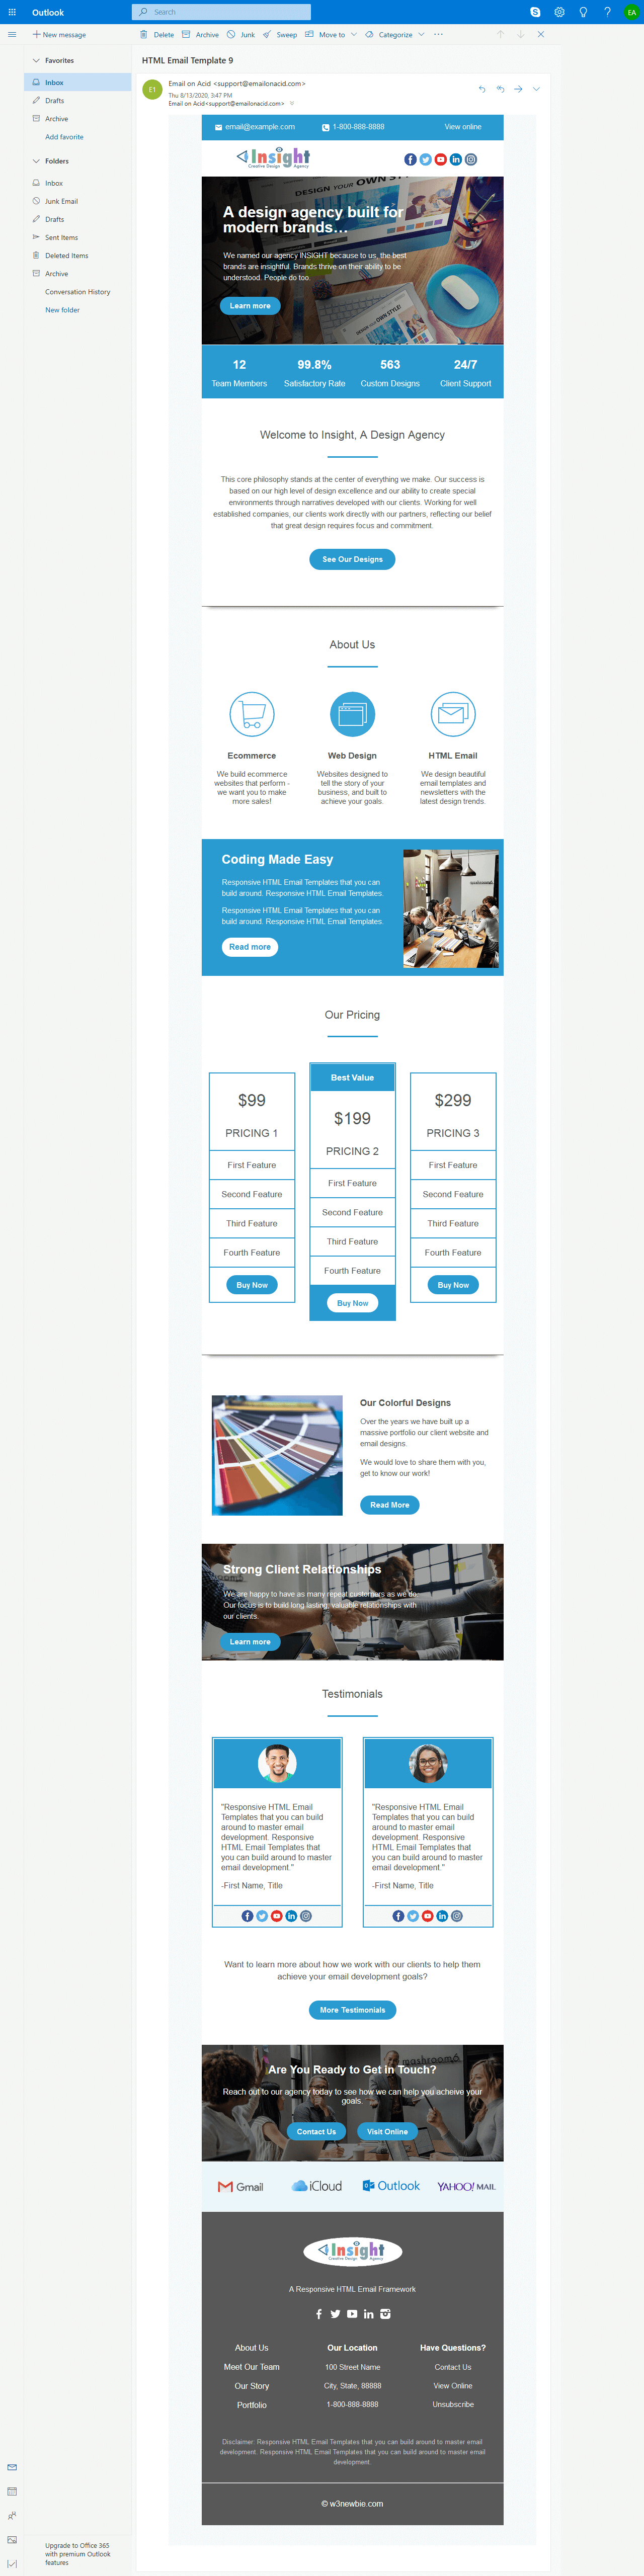 Outlook
Search
EA
New message
Delete
Archive
Junk
Sweep
Move to
Categorize
Favorites
Inbox
Drafts
Archive
Add favorite
Folders
Inbox
Junk Email
Drafts
Sent Items
Deleted Items
Archive
Conversation History
New folder
HTML Email Template 9
E1
Email on Acid <support@emailonacid.com>
Thu 8/13/2020, 3:47 PM
Email on Acid<support@emailonacid.com>
email@example.com
1-800-888-8888
View online
Insight
Creative Design Agency
A design agency built for
modern brands...
We named our agency INSIGHT because to us, the best
brands are insightful. Brands thrive on their ability to be
understood. People do too.
Learn more
12
Team Members
99.8%
Satisfactory Rate
563
Custom Designs
24/7
Client Support
Welcome to Insight, A Design Agency
This core philosophy stands at the center of everything we make. Our success is
based on our high level of design excellence and our ability to create special
environments through narratives developed with our clients. Working for well
established companies, our clients work directly with our partners, reflecting our belief
that great design requires focus and commitment.
See Our Designs
About Us
Ecommerce
We build ecommerce
websites that perform -
we want you to make
more sales!
Web Design
Websites designed to
tell the story of your
business, and built to
achieve your goals.
HTML Email
We design beautiful
email templates and
newsletters with the
latest design trends.
Coding Made Easy
Responsive HTML Email Templates that you can
build around. Responsive HTML Email Templates.
Responsive HTML Email Templates that you can
build around. Responsive HTML Email Templates.
Read more
Our Pricing
$99
PRICING 1
First Feature
Second Feature
Third Feature
Fourth Feature
Buy Now
Best Value
$199
PRICING 2
First Feature
Second Feature
Third Feature
Fourth Feature
Buy Now
$299
PRICING 3
First Feature
Second Feature
Third Feature
Fourth Feature
Buy Now
Our Colorful Designs
Over the years we have built up a
massive portfolio our client website and
email designs.
We would love to share them with you,
get to know our work!
Read More
Strong Client Relationships
We are happy to have as many repeat customers as we do.
Our focus is to build long lasting, valuable relationships with
our clients.
Learn more
Testimonials
"Responsive HTML Email
Templates that you can build
around to master email
development. Responsive
HTML Email Templates that
you can build around to master
email development."
-First Name, Title
"Responsive HTML Email
Templates that you can build
around to master email
development. Responsive
HTML Email Templates that
you can build around to master
email development."
-First Name, Title
Want to learn more about how we work with our clients to help them
achieve your email development goals?
More Testimonials
Are You Ready to Get in Touch?
Reach out to our agency today to see how we can help you acheive your
goals.
Contact Us
Visit Online
Gmail
iCloud
Outlook
YAHOO! MAIL
Insight
Creative Design Agency
A Responsive HTML Email Framework
About Us
Meet Our Team
Our Story
Portfolio
Our Location
100 Street Name
City, State, 88888
1-800-888-8888
Have Questions?
Contact Us
View Online
Unsubscribe
Disclaimer: Responsive HTML Email Templates that you can build around to master email
development. Responsive HTML Email Templates that you can build around to master email
development.
© w3newbie.com
Upgrade to Office 365
with premium Outlook
features